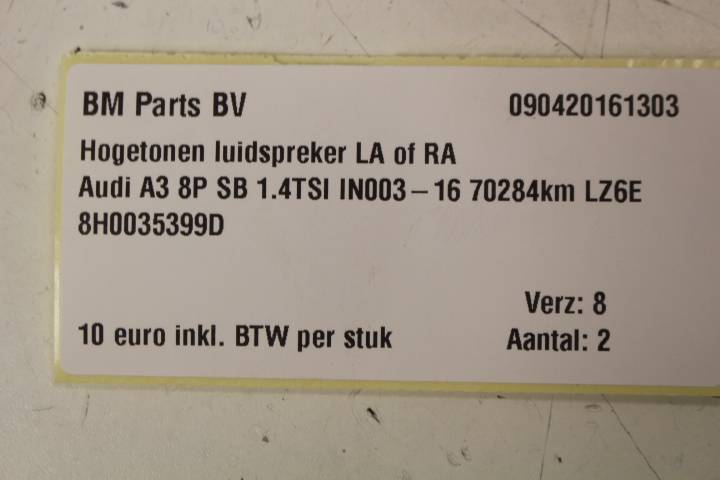 BM Parts BV 090420161303
Hogetonen luidspreker LA of RA
Audi A3 8P SB 1.4TSI IN003-16 70284km LZ6E
8H0035399D
Verz: 8
10 euro inkl. BTW per stuk Aantal: 2